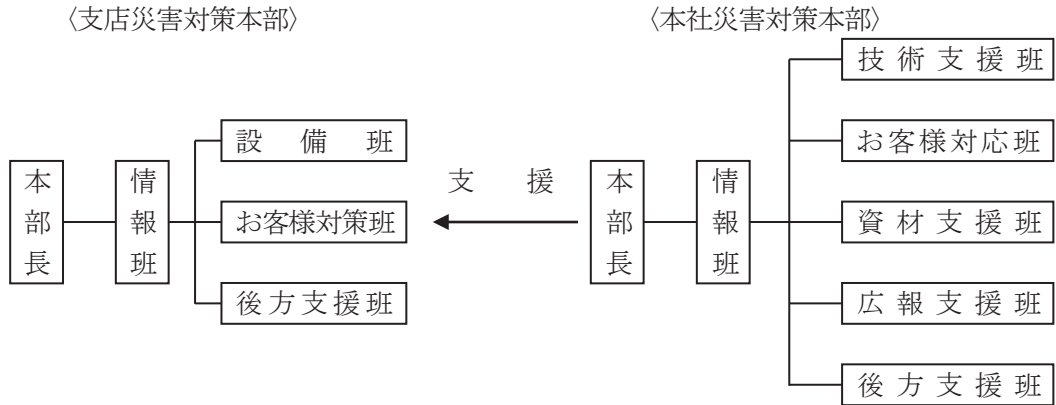 〈支店災害対策本部〉
本部長
情報班
設備班
お客様対策班
後方支援班
支援
〈本社災害対策本部〉
本部長
情報班
技術支援班
お客様対応班
資材支援班
広報支援班
後方支援班